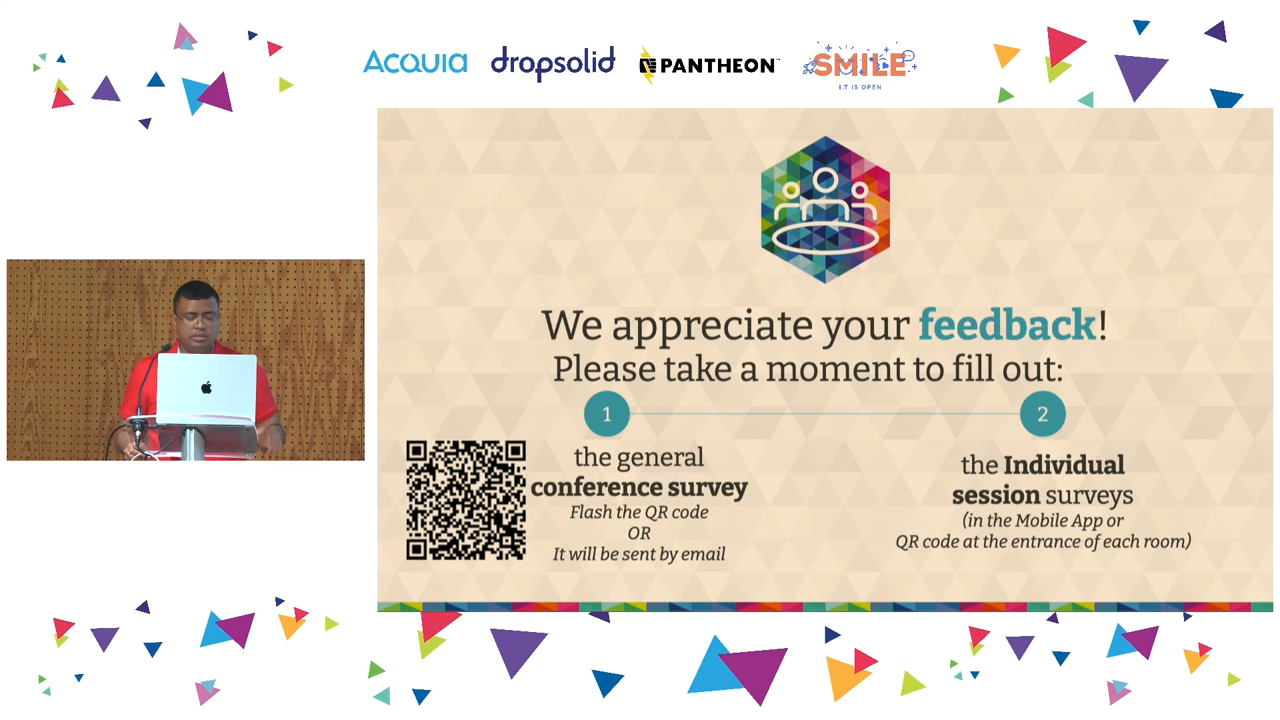 ACQUIA
dropsolid
PANTHEON
SMILE
I.T IS OPEN
We appreciate your feedback!
Please take a moment to fill out:
1
2
the general
conference survey
Flash the QR code
OR
It will be sent by email
the Individual
session surveys
(in the Mobile App or
QR code at the entrance of each room)